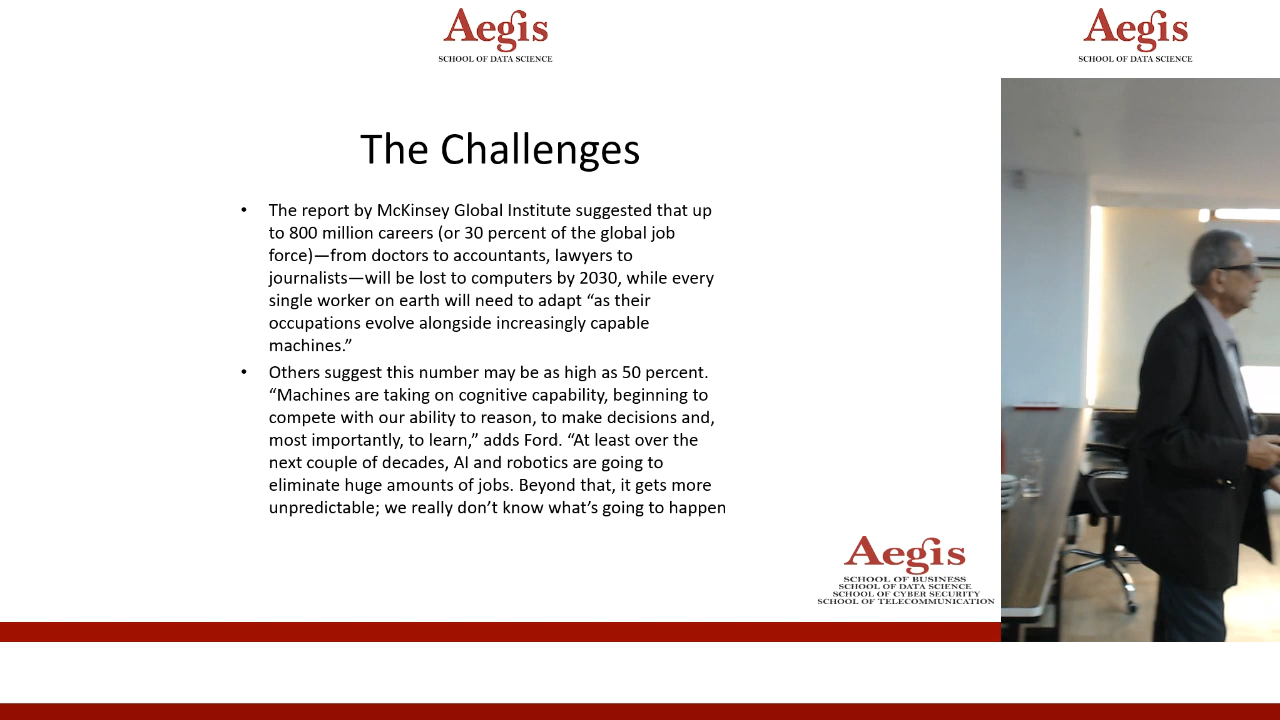 Aegis
SCHOOL OF DATA SCIENCE
Aegis
SCHOOL OF DATA SCIENCE
The Challenges
• The report by McKinsey Global Institute suggested that up
to 800 million careers (or 30 percent of the global job
force)—from doctors to accountants, lawyers to
journalists—will be lost to computers by 2030, while every
single worker on earth will need to adapt “as their
occupations evolve alongside increasingly capable
machines.”
• Others suggest this number may be as high as 50 percent.
“Machines are taking on cognitive capability, beginning to
compete with our ability to reason, to make decisions and,
most importantly, to learn,” adds Ford. “At least over the
next couple of decades, AI and robotics are going to
eliminate huge amounts of jobs. Beyond that, it gets more
unpredictable; we really don’t know what’s going to happen
Aegis
SCHOOL OF BUSINESS
SCHOOL OF DATA SCIENCE
SCHOOL OF CYBER SECURITY
SCHOOL OF TELECOMMUNICATION